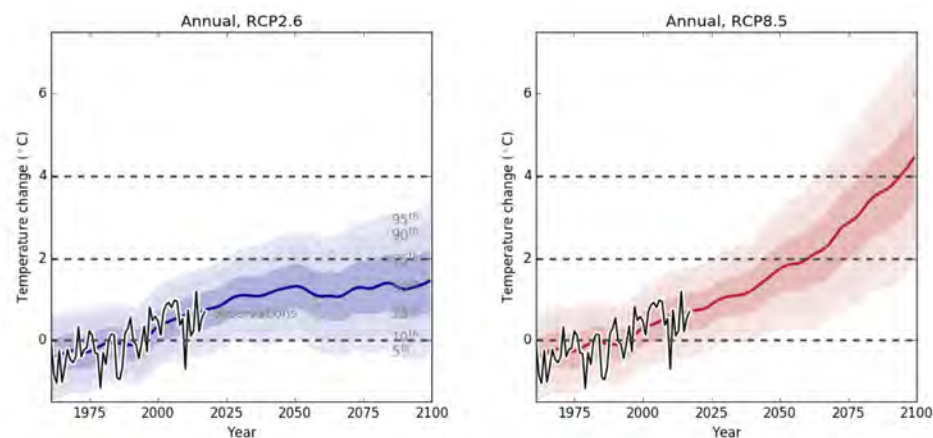 Annual, RCP2.6
Temperature change (°C)
6
4
2
0
95th
90th
observations
10th
5th
1975
2000
2025
2050
2075
2100
Year
Annual, RCP8.5
Temperature change (°C)
6
4
2
0
1975
2000
2025
2050
2075
2100
Year